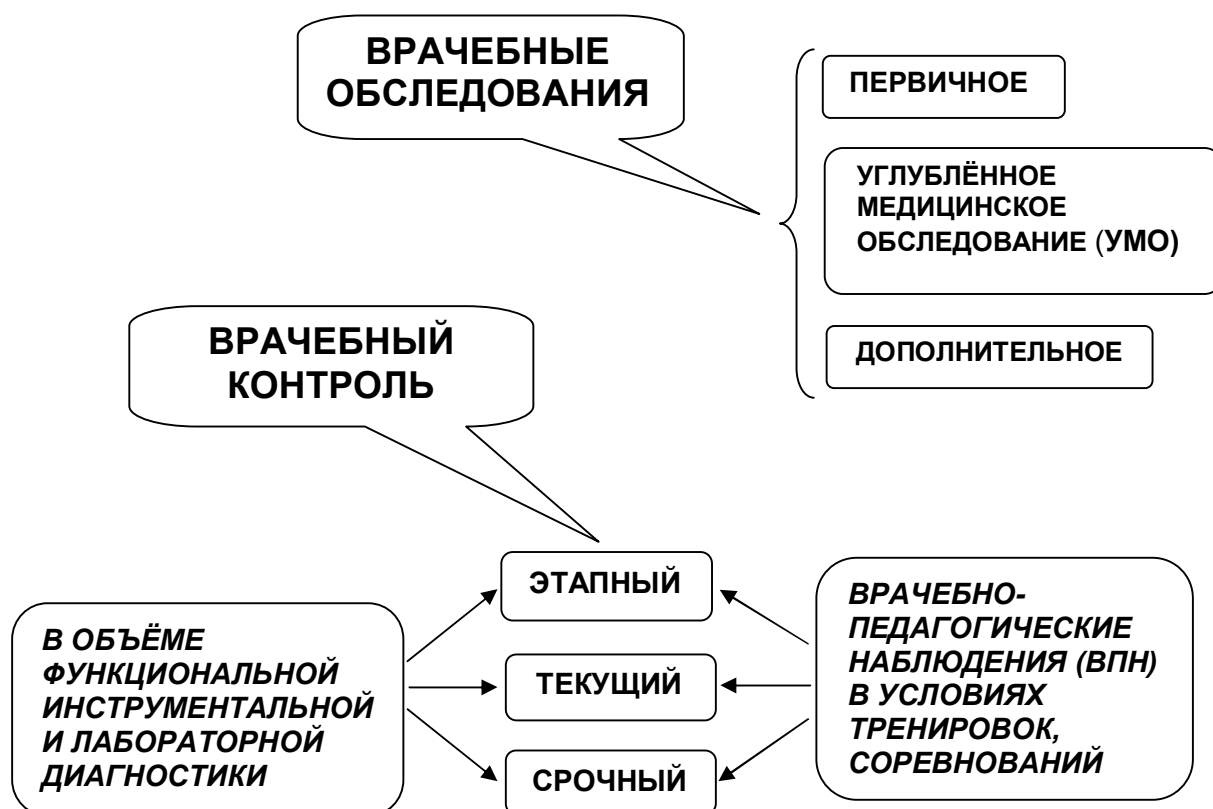 ВРАЧЕБНЫЕ
ОБСЛЕДОВАНИЯ
ПЕРВИЧНОЕ
УГЛУБЛЁННОЕ
МЕДИЦИНСКОЕ
ОБСЛЕДОВАНИЕ (УМО)
ДОПОЛНИТЕЛЬНОЕ
ВРАЧЕБНЫЙ
КОНТРОЛЬ
ЭТАПНЫЙ
ТЕКУЩИЙ
СРОЧНЫЙ
В ОБЪЁМЕ
ФУНКЦИОНАЛЬНОЙ
ИНСТРУМЕНТАЛЬНОЙ
И ЛАБОРАТОРНОЙ
ДИАГНОСТИКИ
ВРАЧЕБНО-
ПЕДАГОГИЧЕСКИЕ
НАБЛЮДЕНИЯ (ВПН)
В УСЛОВИЯХ
ТРЕНИРОВОК,
СОРЕВНОВАНИЙ